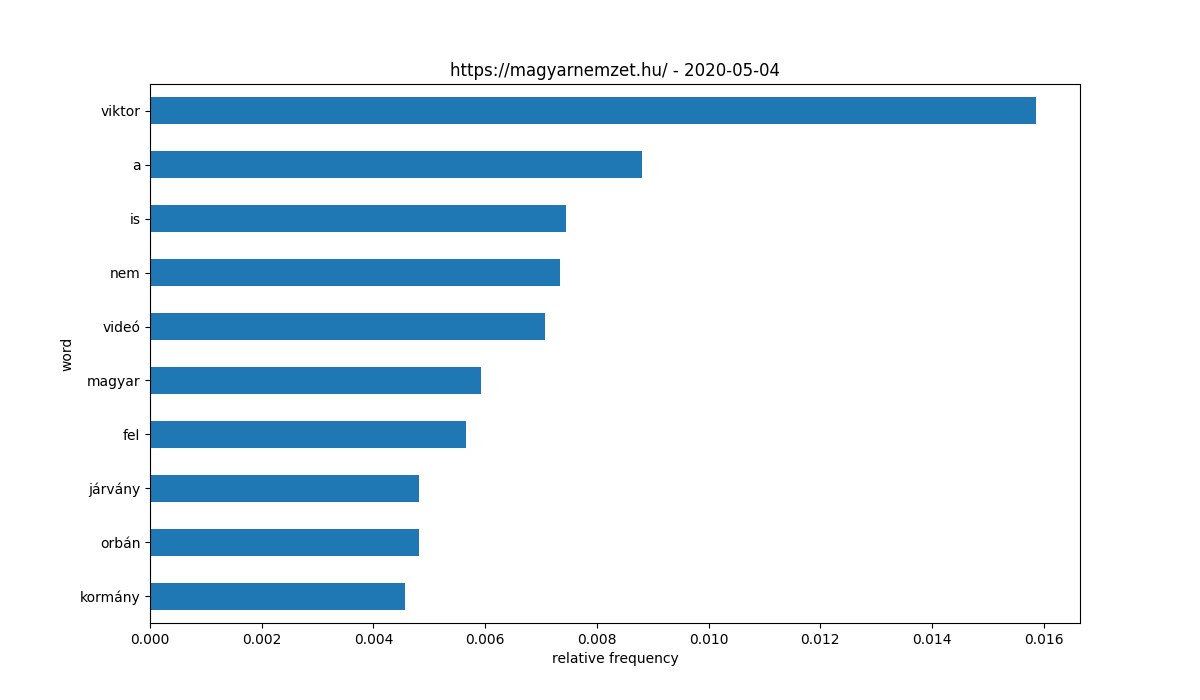 https://magyarnemzet.hu/ - 2020-05-04
viktor
a
is
nem
videó
magyar
fel
járvány
orbán
kormány
word
0.000 0.002 0.004 0.006 0.008 0.010 0.012 0.014 0.016
relative frequency